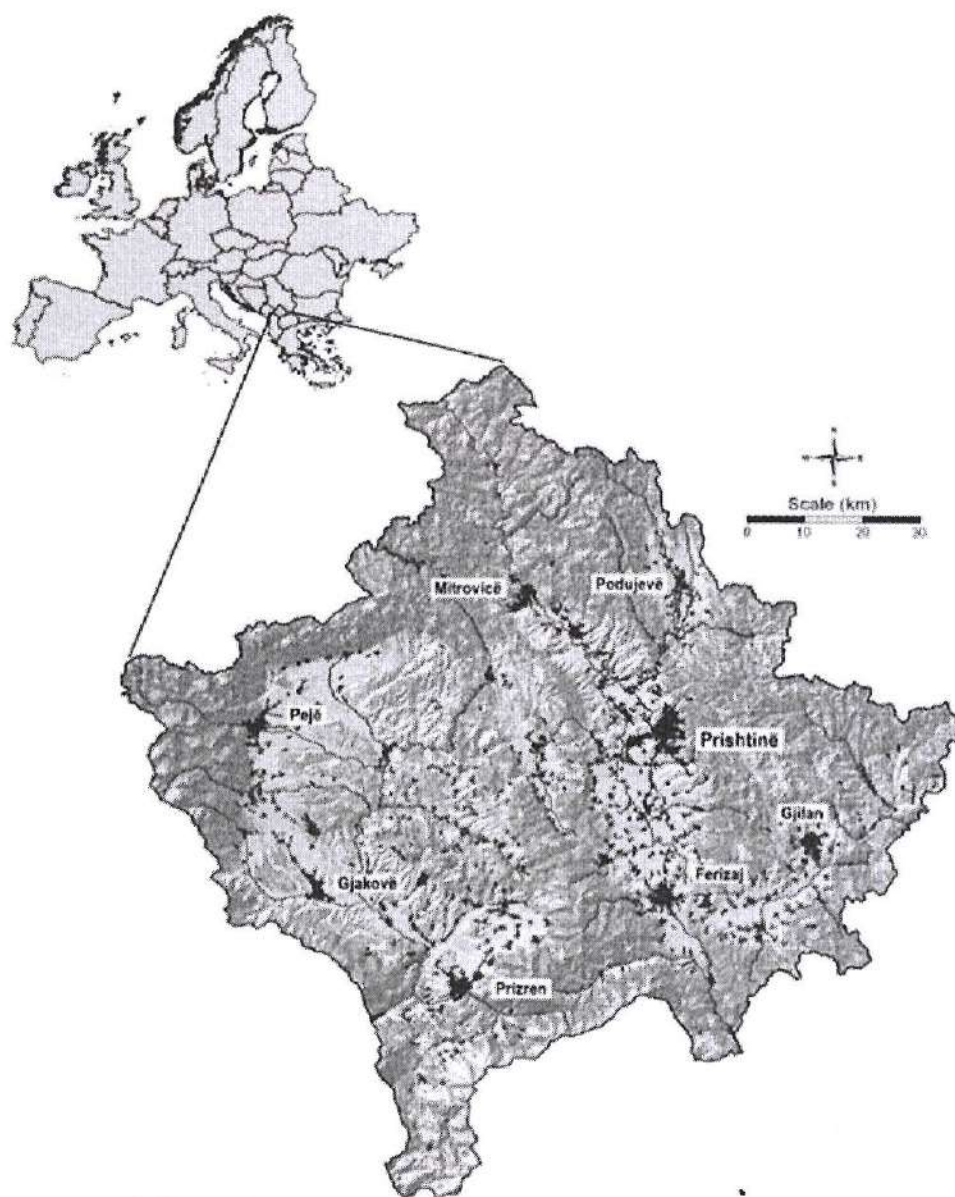 Scale (km)
0 10 20 30
Mitrovicë
Podujevë
Pejë
Prishtinë
Gjilan
Gjakovë
Ferizaj
Prizren